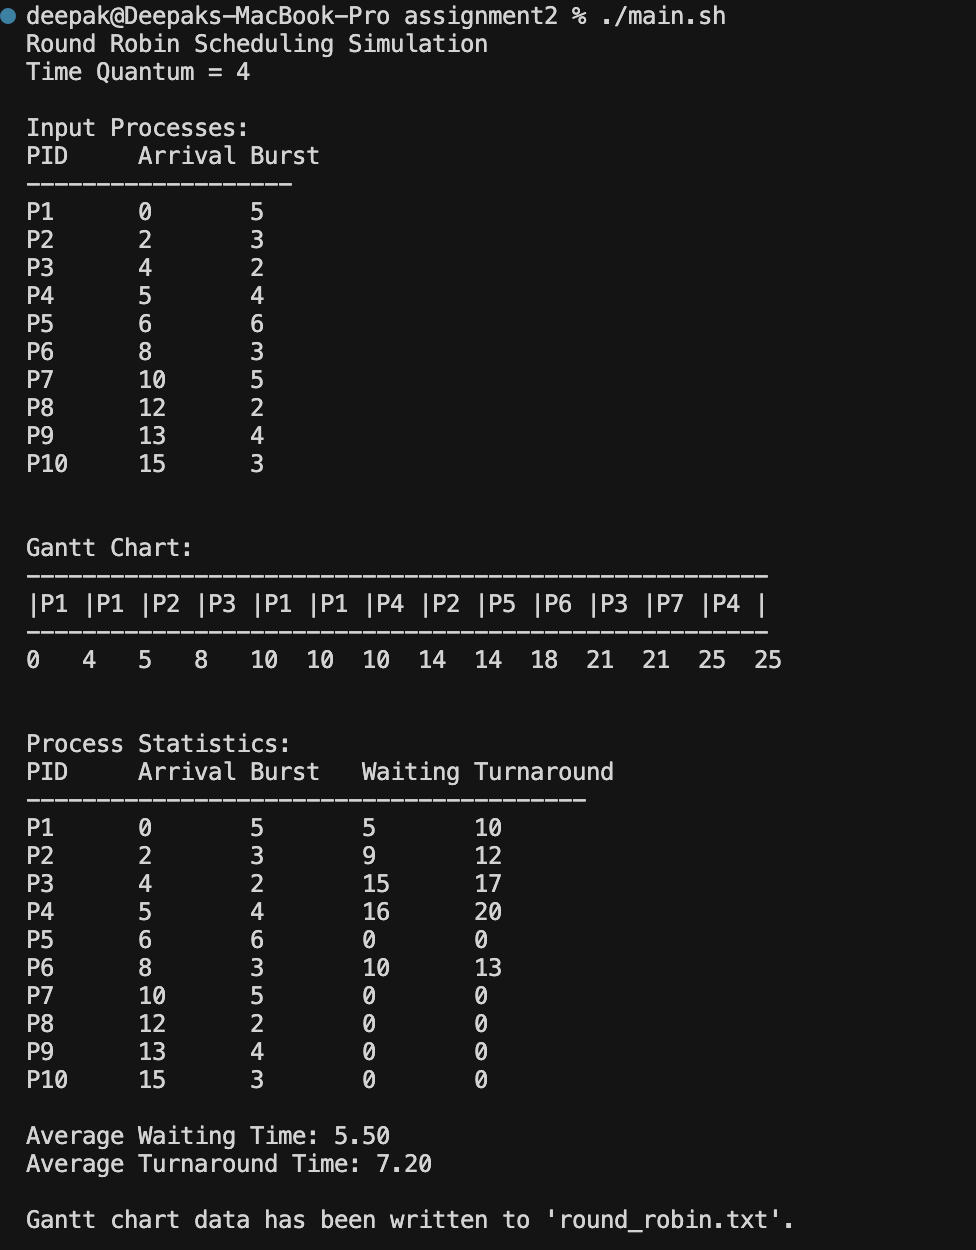 deepak@Deepaks-MacBook-Pro assignment2 % ./main.sh
Round Robin Scheduling Simulation
Time Quantum = 4
Input Processes:
PID     Arrival Burst
-------------------
P1      0       5
P2      2       3
P3      4       2
P4      5       4
P5      6       6
P6      8       3
P7      10      5
P8      12      2
P9      13      4
P10     15      3
Gantt Chart:
-----------------------------------------------------
|P1 |P1 |P2 |P3 |P1 |P1 |P4 |P2 |P5 |P6 |P3 |P7 |P4 |
-----------------------------------------------------
0   4   5   8   10  10  10  14  14  18  21  21  25  25
Process Statistics:
PID     Arrival Burst   Waiting Turnaround
----------------------------------------
P1      0       5       5       10
P2      2       3       9       12
P3      4       2       15      17
P4      5       4       16      20
P5      6       6       0       0
P6      8       3       10      13
P7      10      5       0       0
P8      12      2       0       0
P9      13      4       0       0
P10     15      3       0       0
Average Waiting Time: 5.50
Average Turnaround Time: 7.20
Gantt chart data has been written to 'round_robin.txt'.